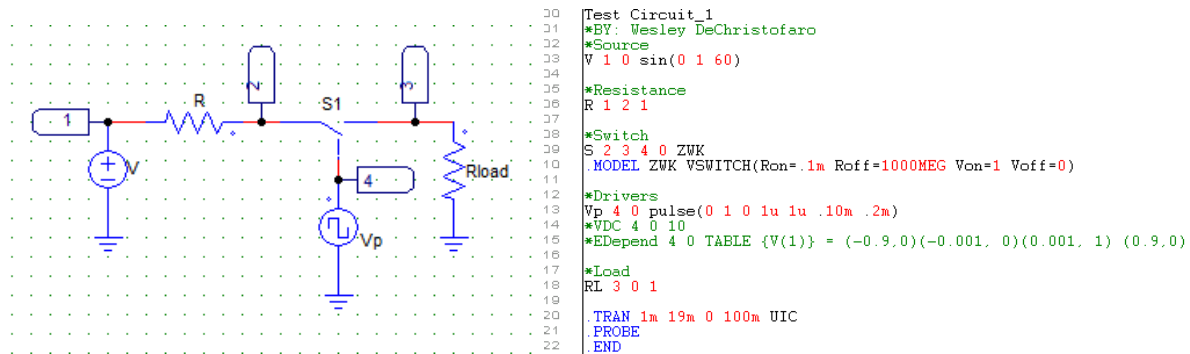 R
2
S1
3
1
V
4
Rload
Vp
30 Test Circuit_1
31 *BY: Wesley DeChristofaro
32 *Source
33 V 1 0 sin(0 1 60)
34
35 *Resistance
36 R 1 2 1
37
38 *Switch
39 S 2 3 4 0 ZWK
10 .MODEL ZWK VSWITCH(Ron=.1m Roff=1000MEG Von=1 Voff=0)
11
12 *Drivers
13 Vp 4 0 pulse(0 1 0 1u 1u .10m .2m)
14 *VDC 4 0 10
15 *EDepend 4 0 TABLE {V(1)} = (-0.9,0)(-0.001, 0)(0.001, 1) (0.9,0)
16
17 *Load
18 RL 3 0 1
19
20 .TRAN 1m 19m 0 100m UIC
21 .PROBE
22 .END